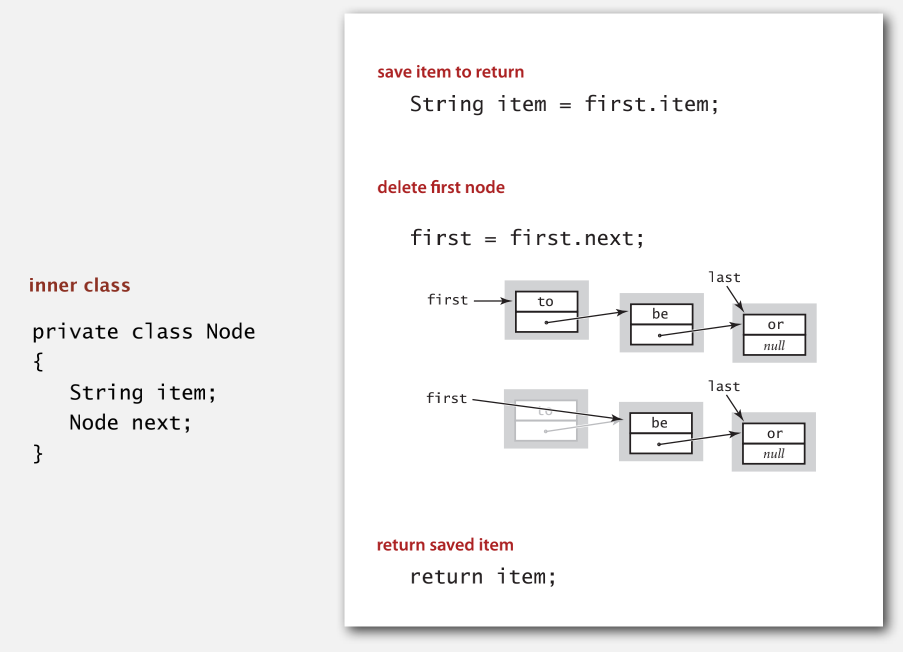 inner class
private class Node
{
String item;
Node next;
}
save item to return
String item = first.item;
delete first node
first = first.next;
last
first
to
be
or
null
last
first
to
be
or
null
return saved item
return item;